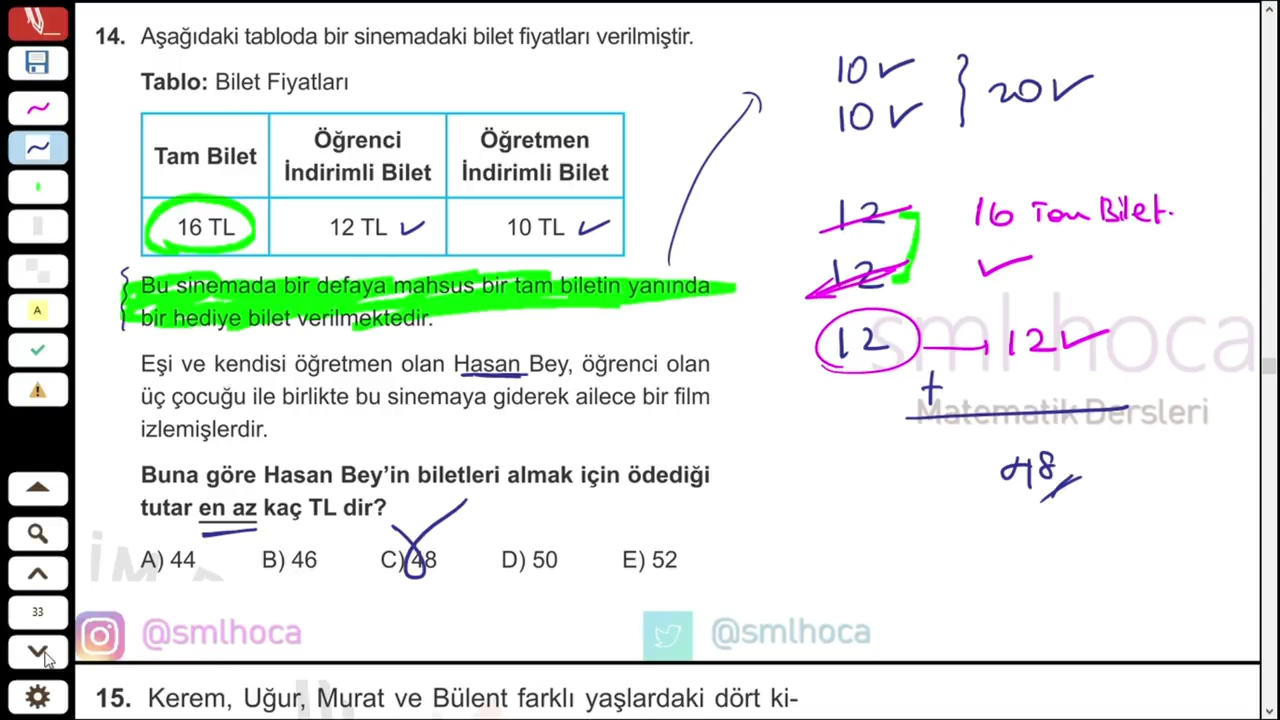 14. Aşağıdaki tabloda bir sinemadaki bilet fiyatları verilmiştir.
Tablo: Bilet Fiyatları
Tam Bilet
Öğrenci
İndirimli Bilet
Öğretmen
İndirimli Bilet
16 TL 12 TL 10 TL
Bu sinemada bir defaya mahsus bir tam biletin yanında
bir hediye bilet verilmektedir.
Eşi ve kendisi öğretmen olan Hasan Bey, öğrenci olan
üç çocuğu ile birlikte bu sinemaya giderek ailece bir film
izlemişlerdir.
Buna göre Hasan Bey'in biletleri almak için ödediği
tutar en az kaç TL dir?
A) 44 B) 46 C) 48 D) 50 E) 52
10
10
20
12
16 Tam Bilet.
12
12 12
+
48
smlhoca
Matematik Dersleri
@smlhoca @smlhoca
15. Kerem, Uğur, Murat ve Bülent farklı yaşlardaki dört ki-
A
33